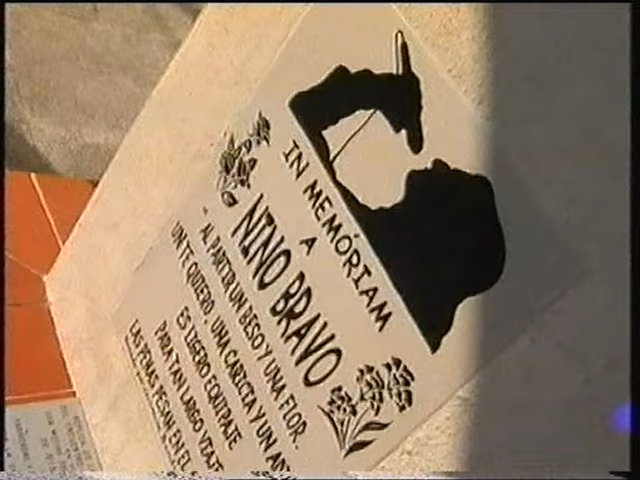 IN MEMÓRIAM
A
NINO BRAVO
"AL PARTIR UN BESO Y UNA FLOR.
UN TE QUIERO, UNA CARICIA Y UN
ES LIGERO EQUIPAJE
PARA TAN LARGO VIAJE
LAS PENAS PESAN EN EL